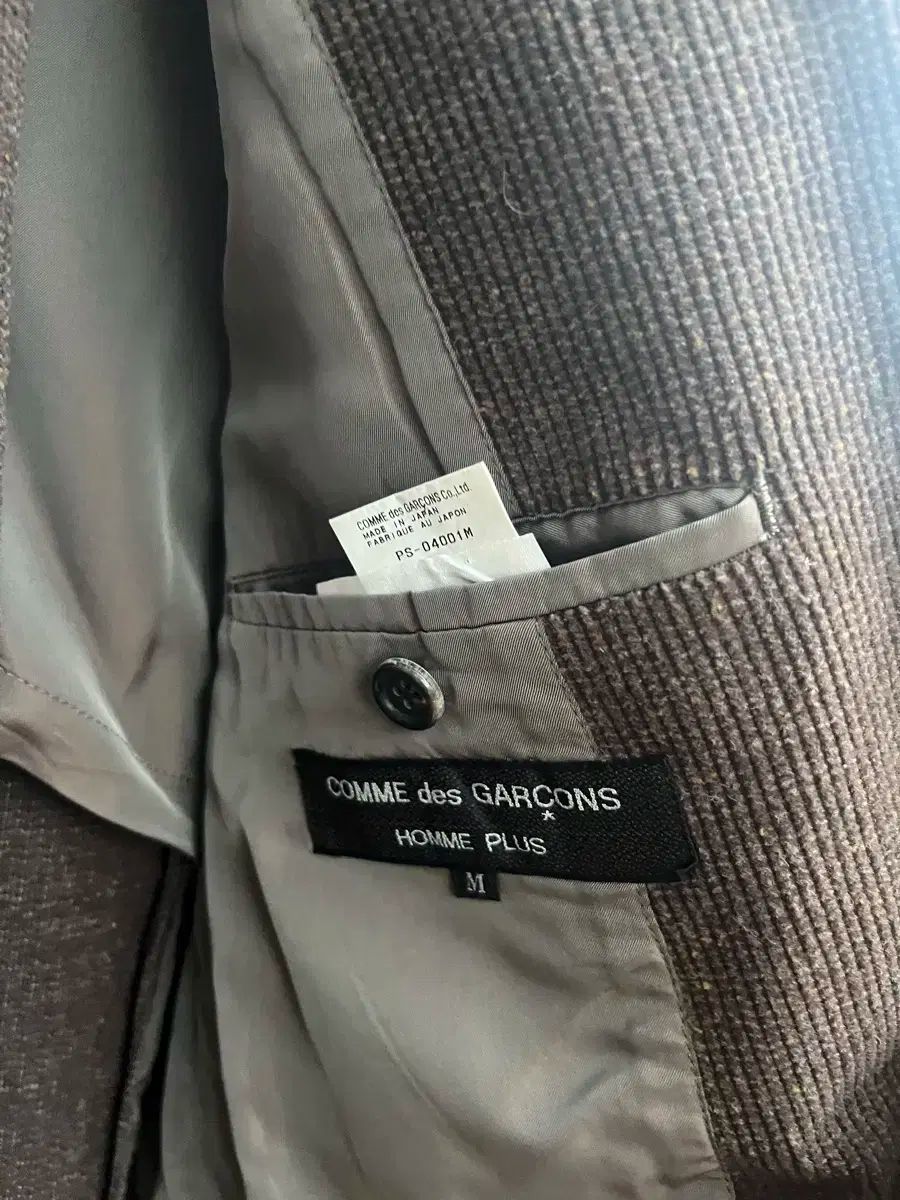 COMME des GARÇONS Co.,Ltd.
MADE IN JAPAN
FABRIQUE AU JAPON
PS-04001M
COMME des GARÇONS
HOMME PLUS
M